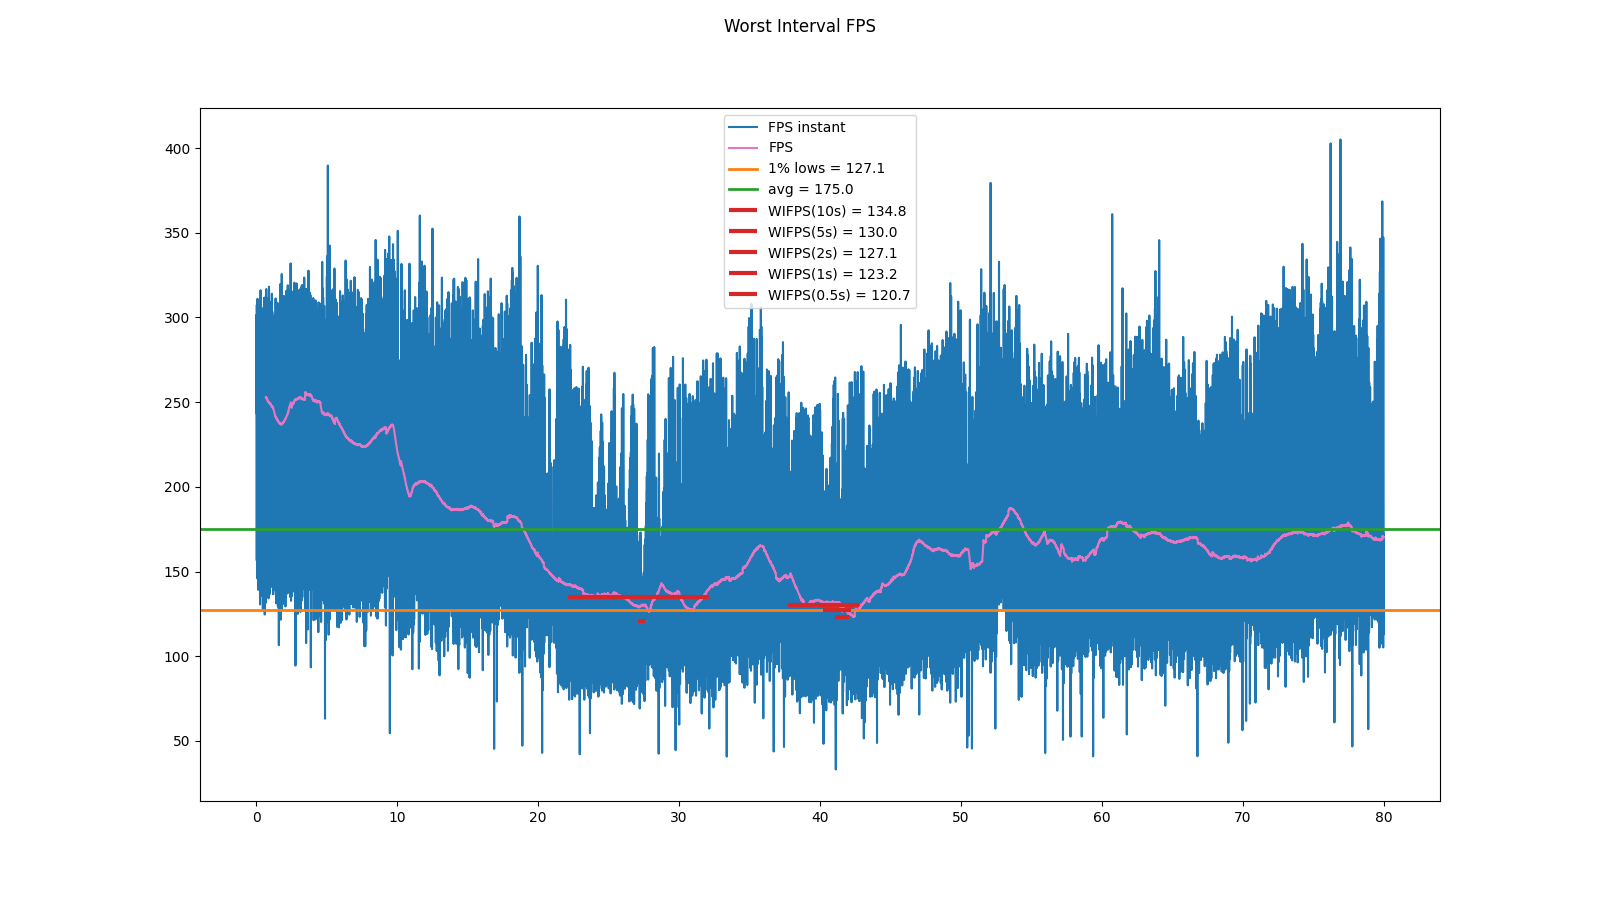 Worst Interval FPS
FPS instant
FPS
1% lows = 127.1
avg = 175.0
WIFPS(10s) = 134.8
WIFPS(5s) = 130.0
WIFPS(2s) = 127.1
WIFPS(1s) = 123.2
WIFPS(0.5s) = 120.7
400
350
300
250
200
150
100
50
0 10 20 30 40 50 60 70 80